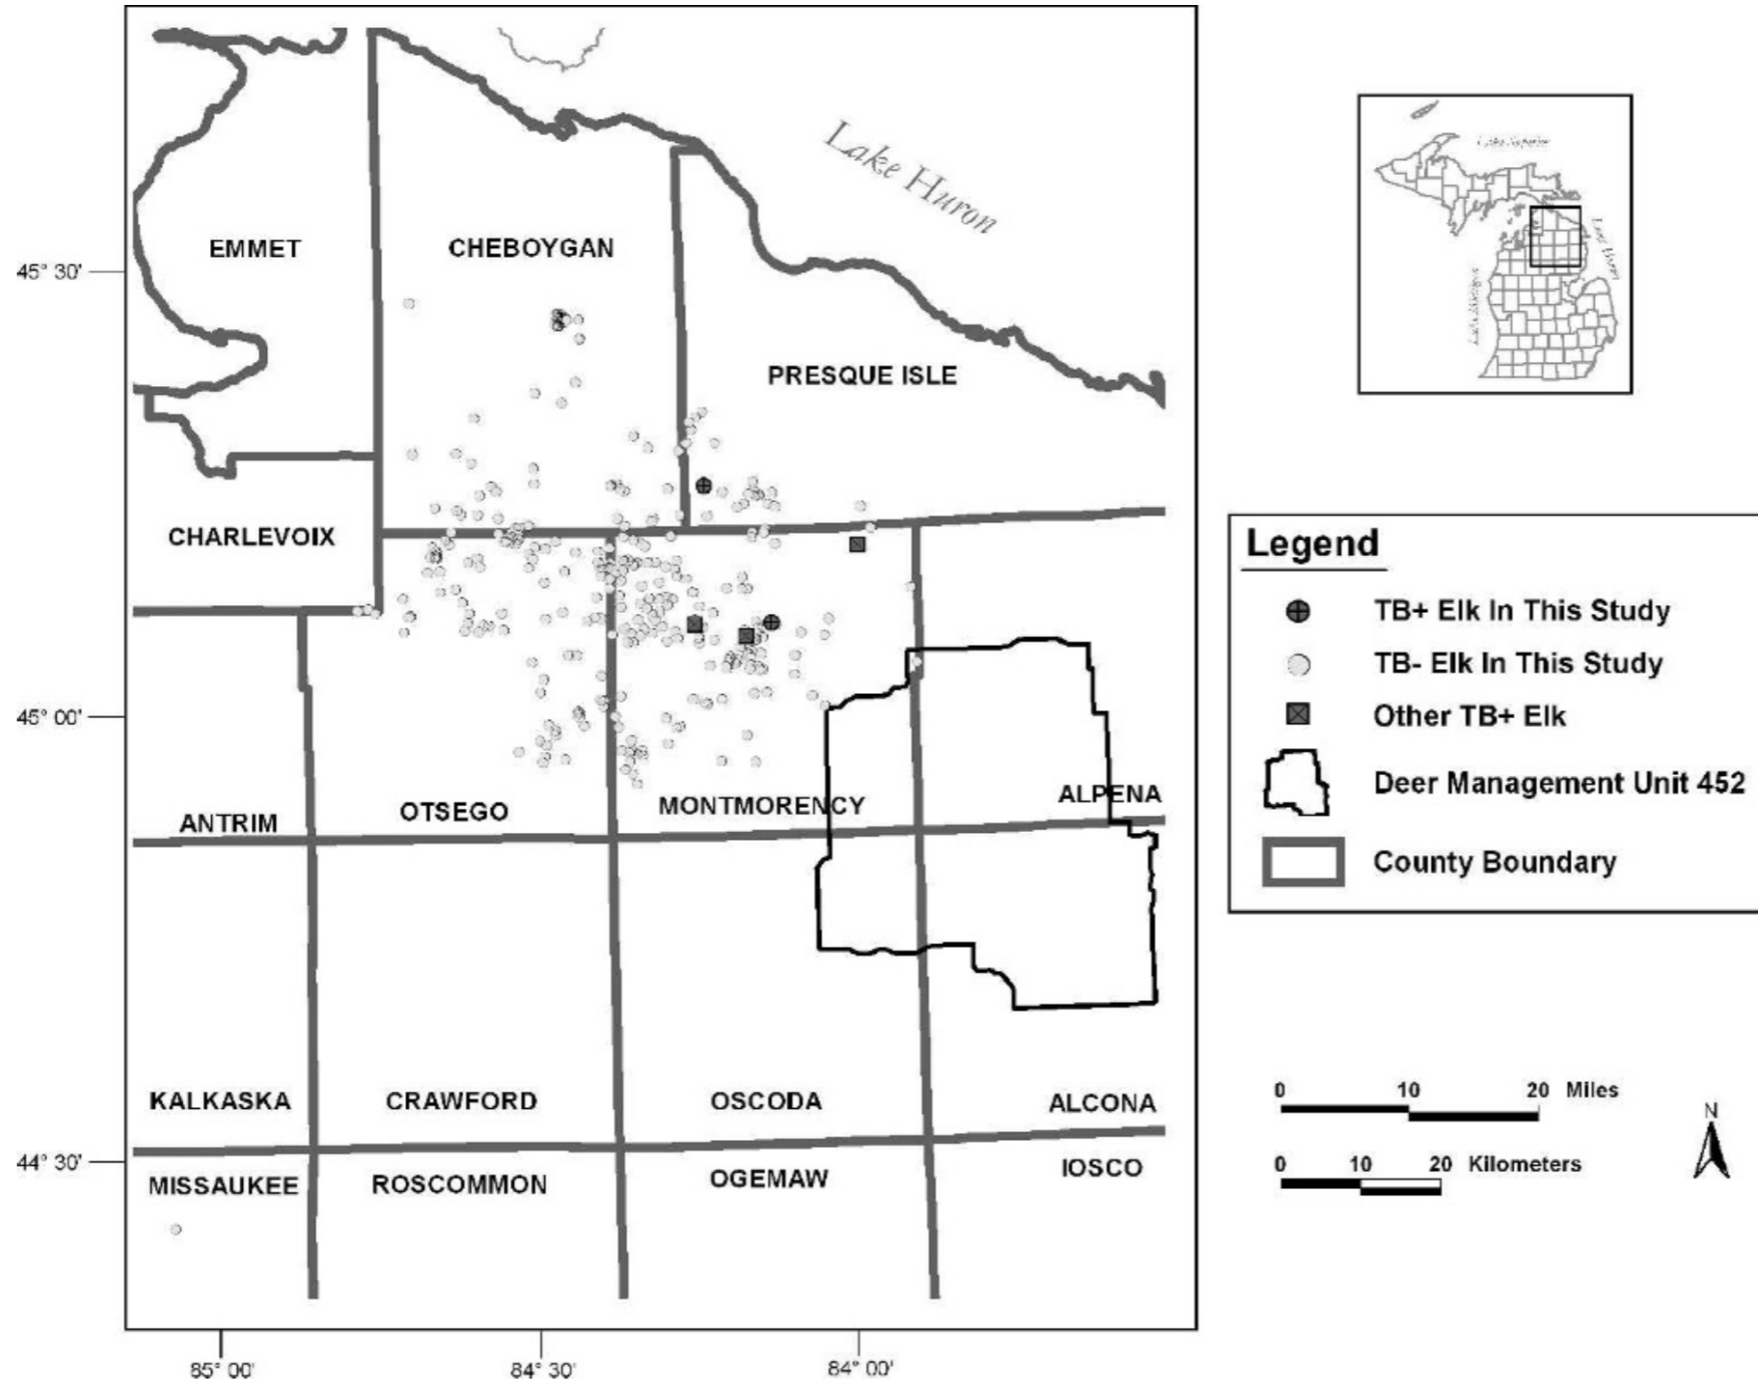 Lake Huron
EMMET
CHEBOYGAN
45° 30'
PRESQUE ISLE
CHARLEVOIX
45° 00'
ANTRIM
OTSEGO
MONTMORENCY
ALPENA
KALKASKA
CRAWFORD
OSCODA
ALCONA
44° 30'
MISSAUKEE
ROSCOMMON
OGEMAW
IOSCO
85° 00'
84° 30'
84° 00'
Lake Superior
Legend
TB+ Elk In This Study
TB- Elk In This Study
Other TB+ Elk
Deer Management Unit 452
County Boundary
0 10 20 Miles
0 10 20 Kilometers
N